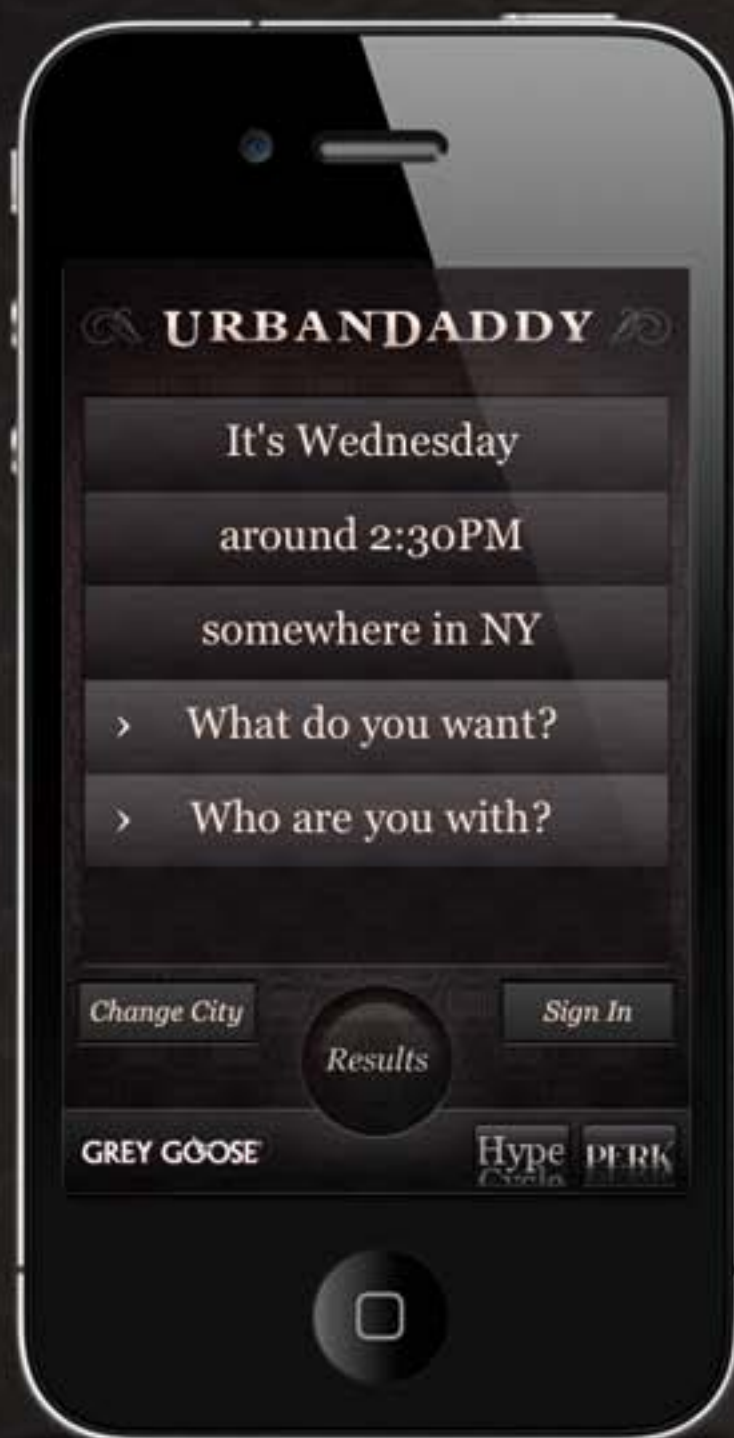 URBANDADDY
It's Wednesday
around 2:30PM
somewhere in NY
› What do you want?
› Who are you with?
Change City
Results
Sign In
GREY GOOSE
Hype
Cycle
PERK